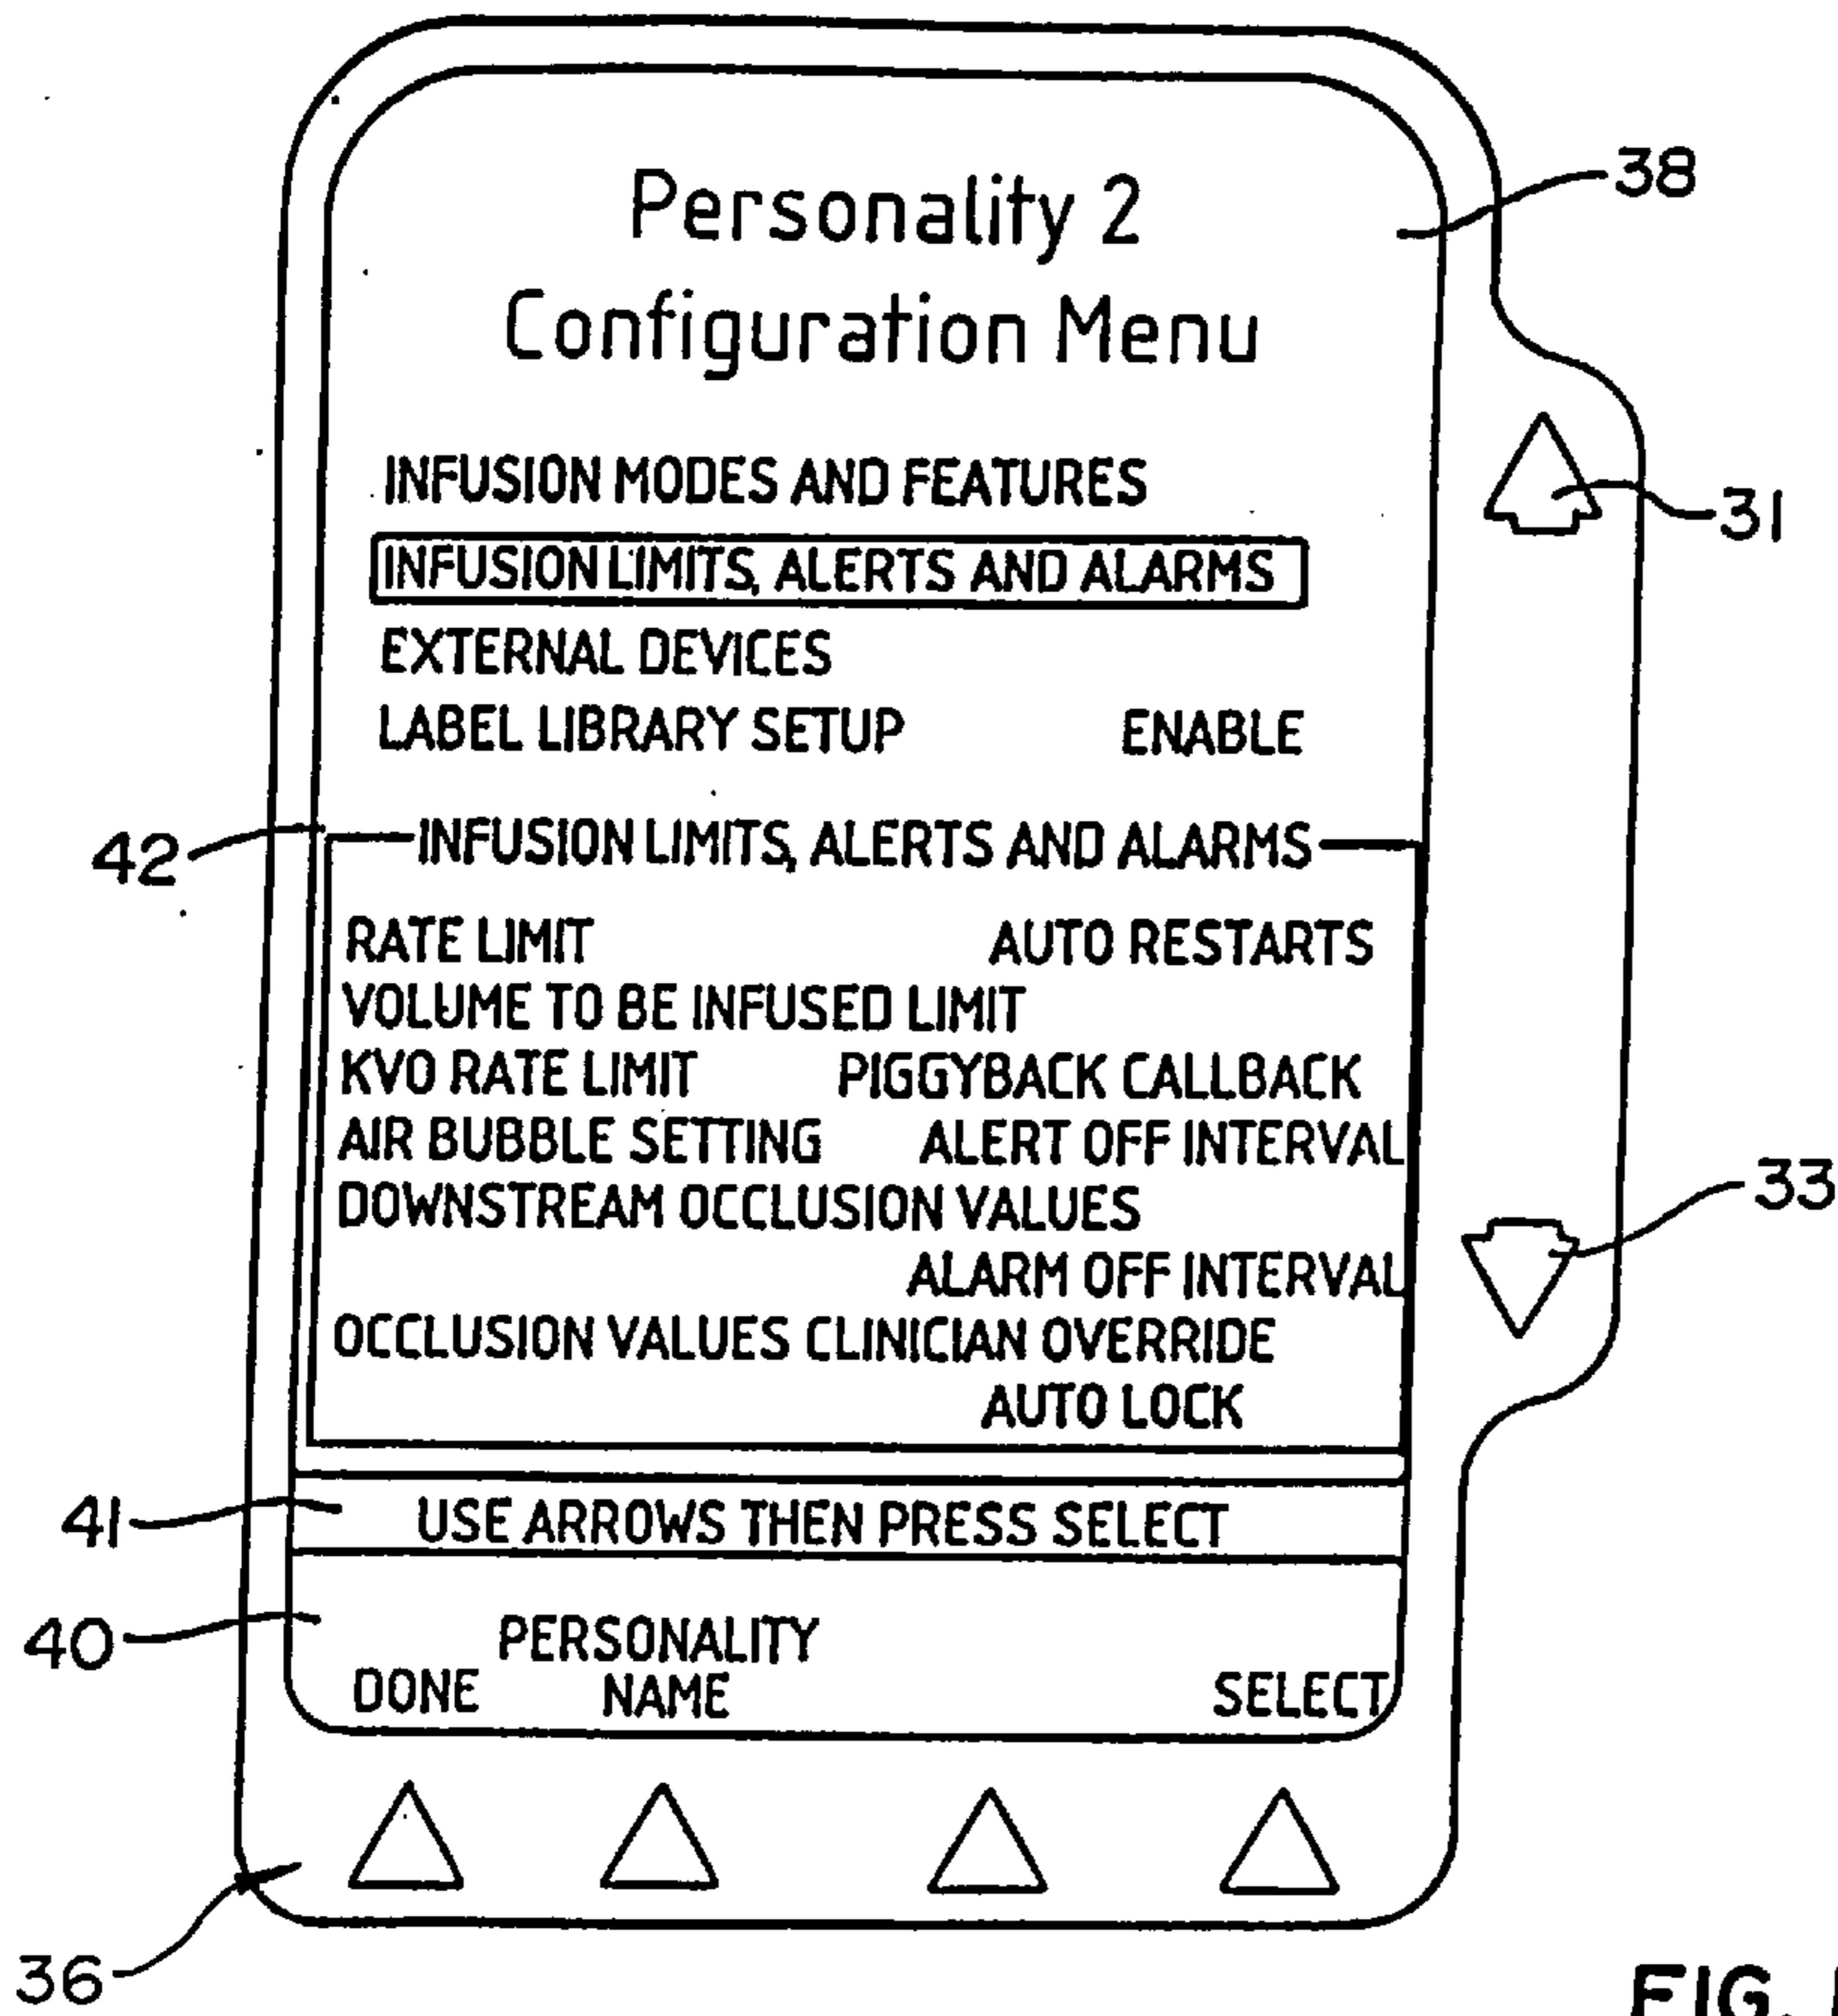 Personality 2
Configuration Menu
38
INFUSION MODES AND FEATURES
31
INFUSION LIMITS, ALERTS AND ALARMS
EXTERNAL DEVICES
LABEL LIBRARY SETUP ENABLE
42
INFUSION LIMITS, ALERTS AND ALARMS
RATE LIMIT AUTO RESTARTS
VOLUME TO BE INFUSED LIMIT
KVO RATE LIMIT PIGGYBACK CALLBACK
AIR BUBBLE SETTING ALERT OFF INTERVAL
33
DOWNSTREAM OCCLUSION VALUES
ALARM OFF INTERVAL
OCCLUSION VALUES CLINICIAN OVERRIDE
AUTO LOCK
41
USE ARROWS THEN PRESS SELECT
40
PERSONALITY
DONE NAME SELECT
36
FIG.